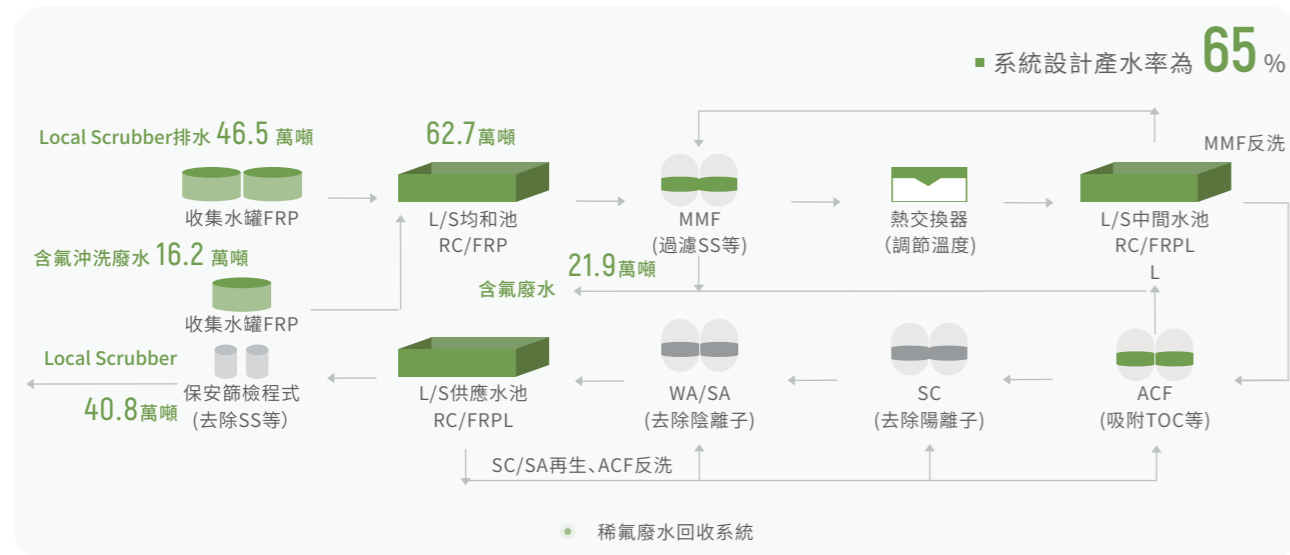 ▪ 系統設計產水率為 65 %
Local Scrubber排水 46.5 萬噸
62.7萬噸
MMF反洗
收集水罐FRP
L/S均和池
RC/FRP
MMF
(過濾SS等)
熱交換器
(調節溫度)
L/S中間水池
RC/FRPL
L
含氟沖洗廢水 16.2 萬噸
21.9萬噸
含氟廢水
收集水罐FRP
Local Scrubber
40.8萬噸
保安篩檢程式
(去除SS等)
L/S供應水池
RC/FRPL
WA/SA
(去除陰離子)
SC
(去除陽離子)
ACF
(吸附TOC等)
SC/SA再生、ACF反洗
稀氟廢水回收系統